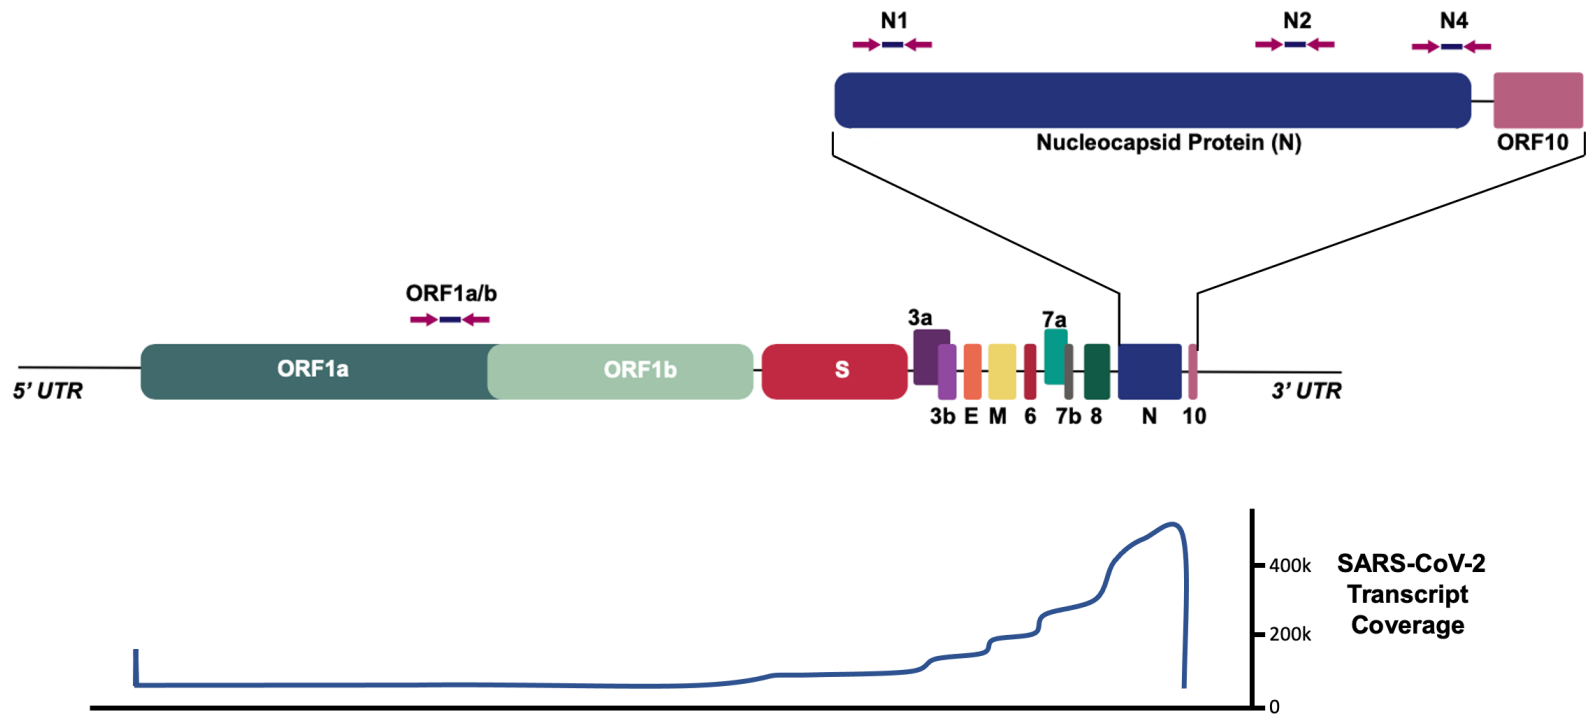 N1
N2
N4
Nucleocapsid Protein (N)
ORF10
ORF1a/b
3a
7a
ORF1a
ORF1b
S
5’ UTR
3’ UTR
3b
E
M
6
7b
8
N
10
400k
200k
0
SARS-CoV-2
Transcript
Coverage